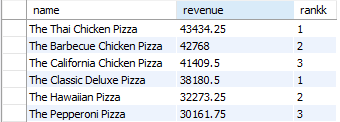 name revenue rankk
The Thai Chicken Pizza 43434.25 1
The Barbecue Chicken Pizza 42768 2
The California Chicken Pizza 41409.5 3
The Classic Deluxe Pizza 38180.5 1
The Hawaiian Pizza 32273.25 2
The Pepperoni Pizza 30161.75 3